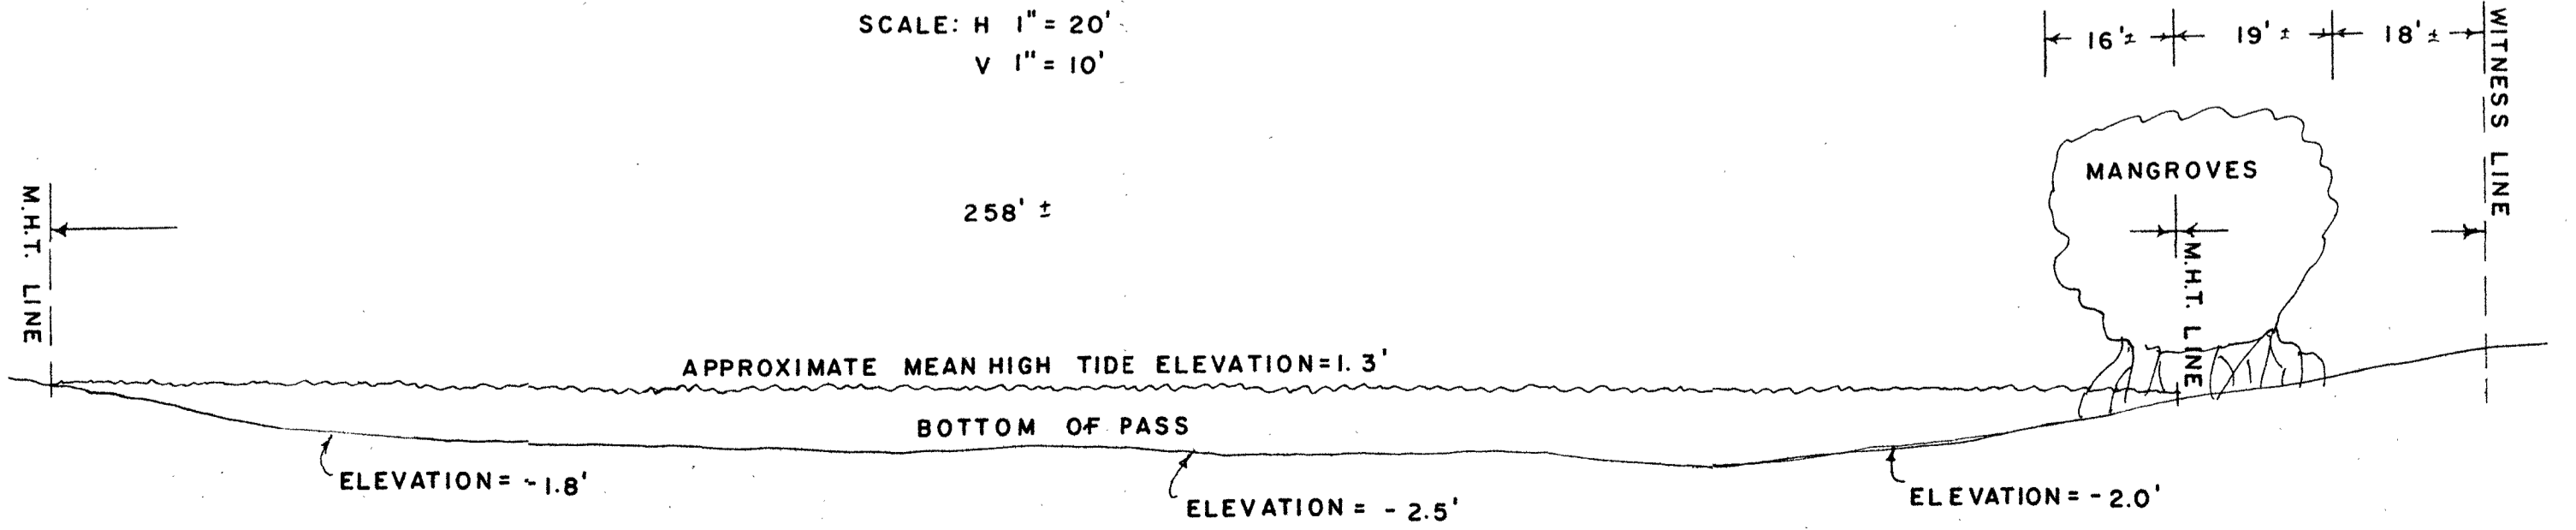 SCALE: H 1" = 20'
V 1" = 10'
16'±
19' ±
18' ±
WITNESS LINE
MANGROVES
M.H.T. LINE
258' ±
M.H.T. LINE
APPROXIMATE MEAN HIGH TIDE ELEVATION=1.3'
BOTTOM OF PASS
ELEVATION= -1.8'
ELEVATION = - 2.5'
ELEVATION = - 2.0'